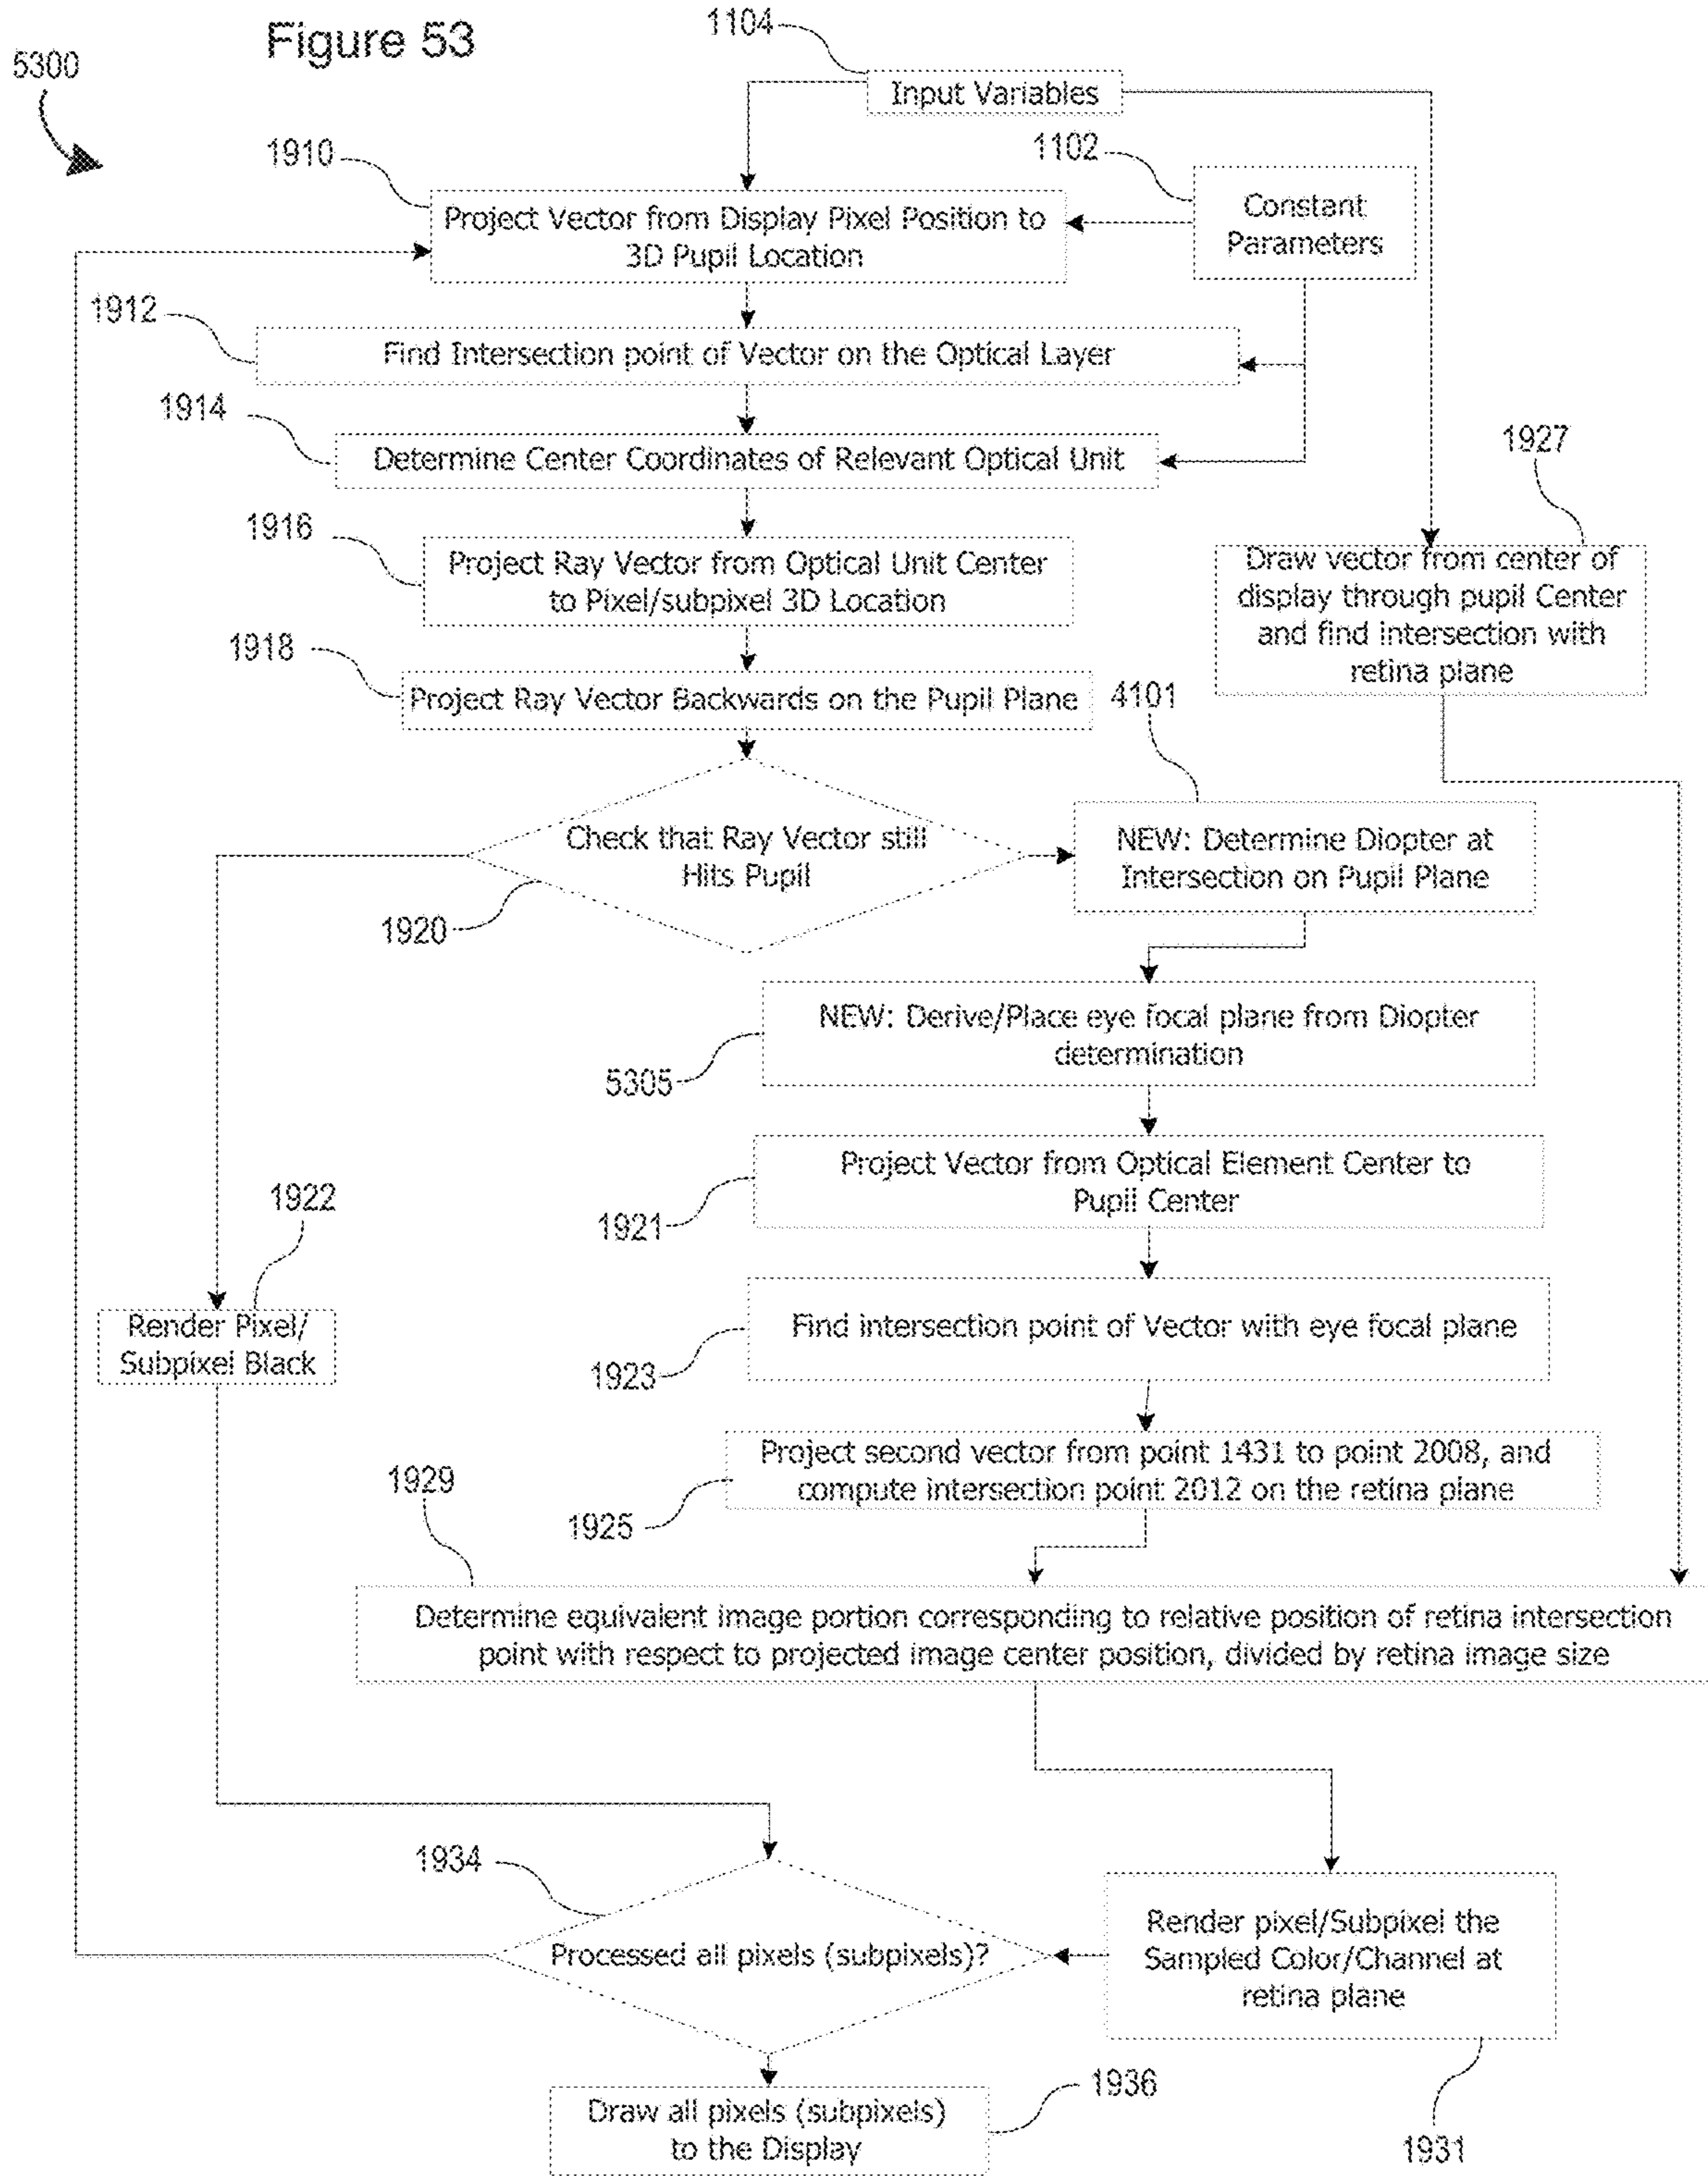 Figure 53
5300
1104
Input Variables
1102
Constant
Parameters
1910
Project Vector from Display Pixel Position to
3D Pupil Location
1912
Find Intersection point of Vector on the Optical Layer
1914
Determine Center Coordinates of Relevant Optical Unit
1927
Draw vector from center of
display through pupil Center
and find intersection with
retina plane
1916
Project Ray Vector from Optical Unit Center
to Pixel/subpixel 3D Location
1918
Project Ray Vector Backwards on the Pupil Plane
4101
NEW: Determine Diopter at
Intersection on Pupil Plane
Check that Ray Vector still
Hits Pupil
1920
NEW: Derive/Place eye focal plane from Diopter
determination
5305
Project Vector from Optical Element Center to
Pupil Center
1921
1922
Render Pixel/
Subpixel Black
Find intersection point of Vector with eye focal plane
1923
Project second vector from point 1431 to point 2008, and
compute intersection point 2012 on the retina plane
1925
1929
Determine equivalent image portion corresponding to relative position of retina intersection
point with respect to projected image center position, divided by retina image size
1934
Processed all pixels (subpixels)?
Render pixel/Subpixel the
Sampled Color/Channel at
retina plane
1931
1936
Draw all pixels (subpixels)
to the Display